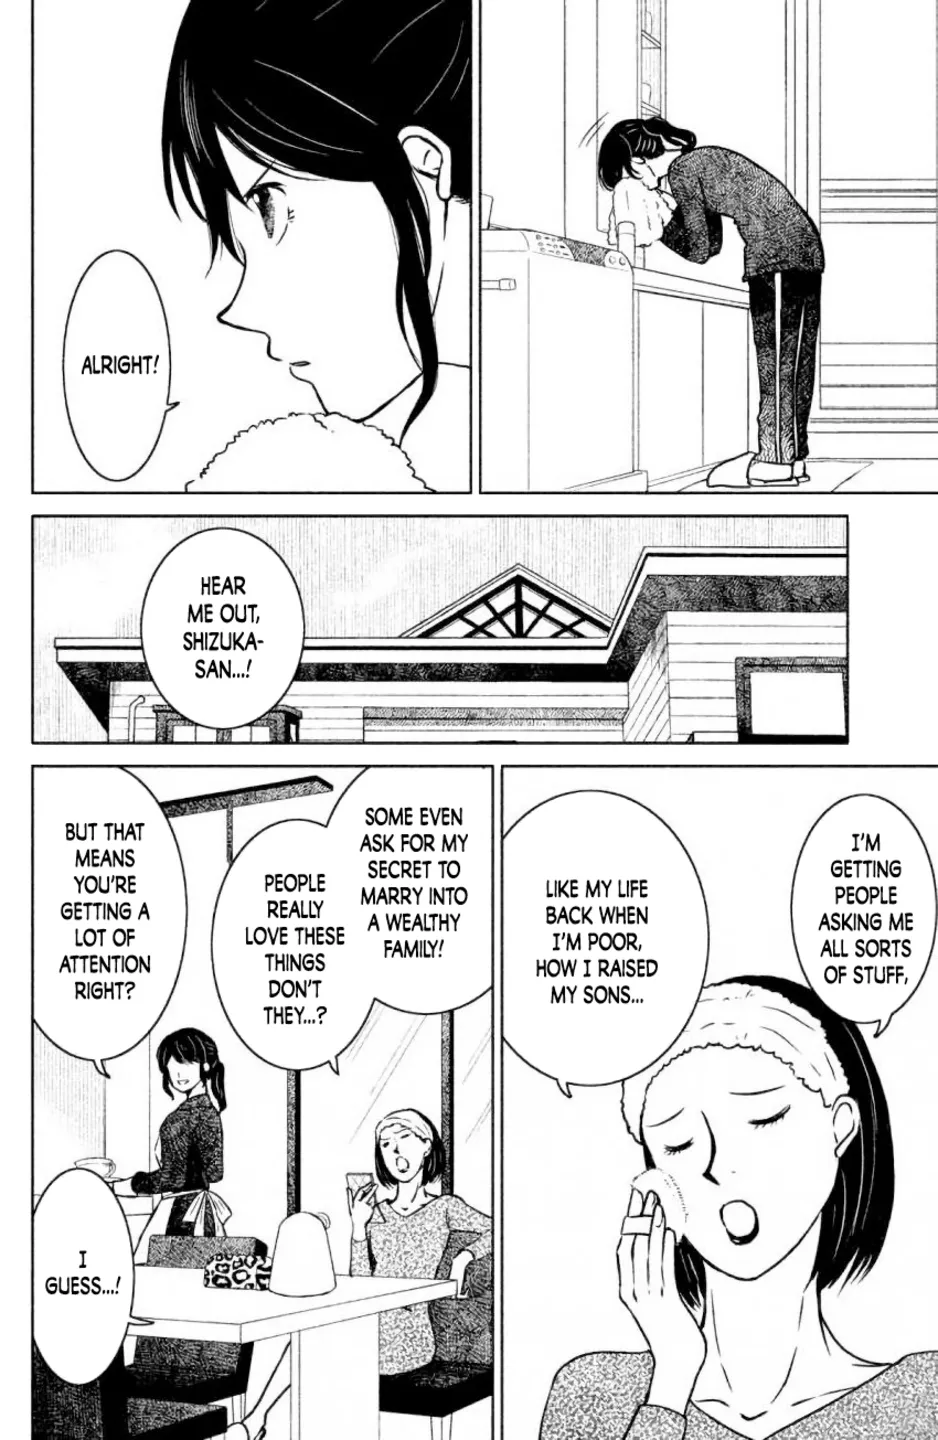 ALRIGHT!
HEAR
ME OUT,
SHIZUKA-
SAN...!
I'M
GETTING
PEOPLE
ASKING ME
ALL SORTS
OF STUFF,
LIKE MY LIFE
BACK WHEN
I'M POOR,
HOW I RAISED
MY SONS...
SOME EVEN
ASK FOR MY
SECRET TO
MARRY INTO
A WEALTHY
FAMILY!
PEOPLE
REALLY
LOVE THESE
THINGS
DON'T
THEY...?
BUT THAT
MEANS
YOU'RE
GETTING A
LOT OF
ATTENTION
RIGHT?
I
GUESS...!